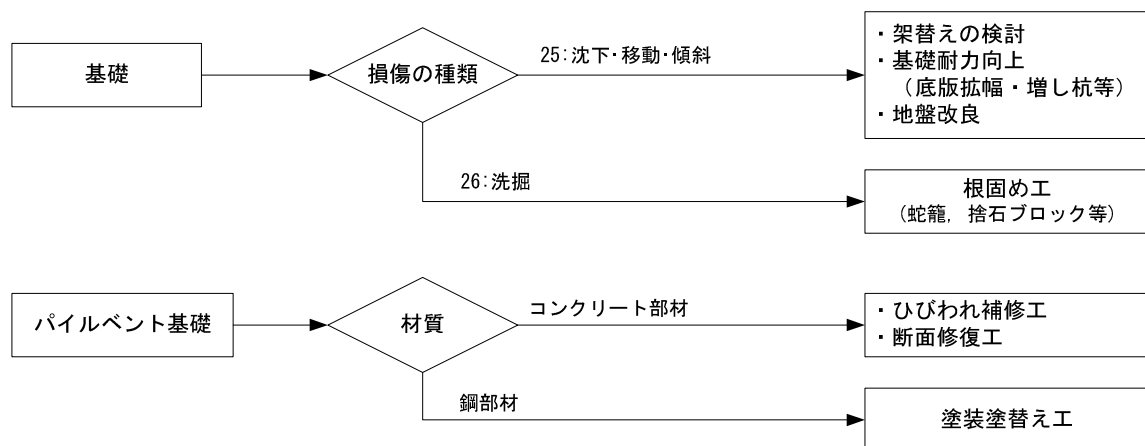 基礎
損傷の種類
25:沈下・移動・傾斜
・架替えの検討
・基礎耐力向上
（底版拡幅・増し杭等）
・地盤改良
26:洗掘
根固め工
（蛇籠，捨石ブロック等）
パイルベント基礎
材質
コンクリート部材
・ひびわれ補修工
・断面修復工
鋼部材
塗装塗替え工